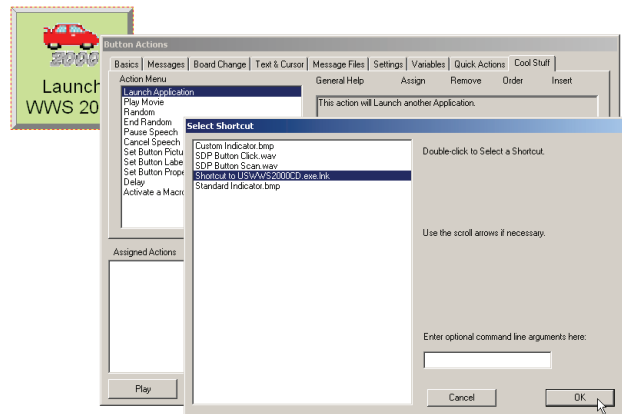 2000
Launch
WWS 20
Button Actions
Basics Messages Board Change Text & Cursor Message Files Settings Variables Quick Actions Cool Stuff
Action Menu
General Help Assign Remove Order Insert
Launch Application
Play Movie
Random
End Random
Pause Speech
Cancel Speech
Set Button Pictu
Set Button Labe
Set Button Prope
Delay
Activate a Macro
This action will Launch another Application.
Assigned Actions
Play
Select Shortcut
Custom Indicator.bmp
SDP Button Click.wav
SDP Button Scan.wav
Shortcut to USWWS2000CD.exe.lnk
Standard Indicator.bmp
Double-click to Select a Shortcut.
Use the scroll arrows if necessary.
Enter optional command line arguments here:
Cancel
OK